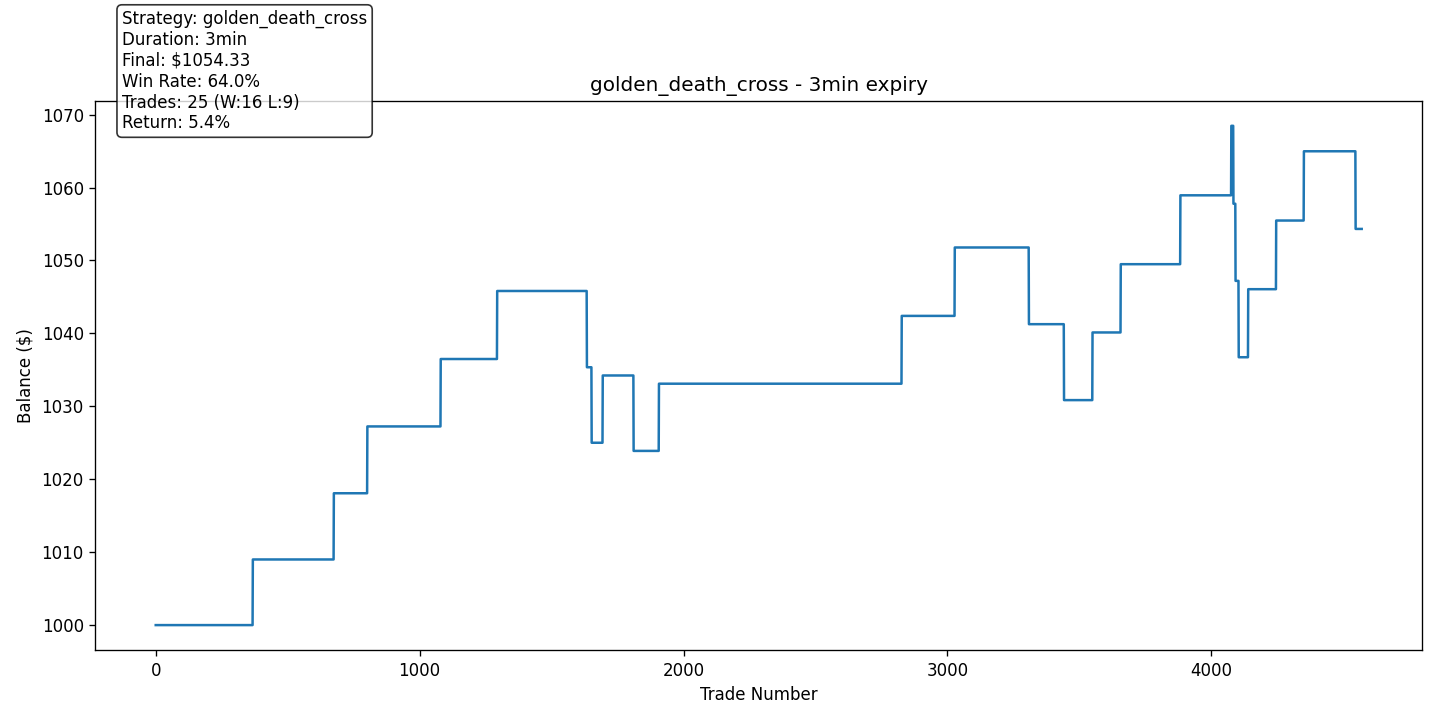 Strategy: golden_death_cross
Duration: 3min
Final: $1054.33
Win Rate: 64.0%
Trades: 25 (W:16 L:9)
Return: 5.4%
golden_death_cross - 3min expiry
1070
1060
1050
1040
1030
1020
1010
1000
Balance ($)
0 1000 2000 3000 4000
Trade Number